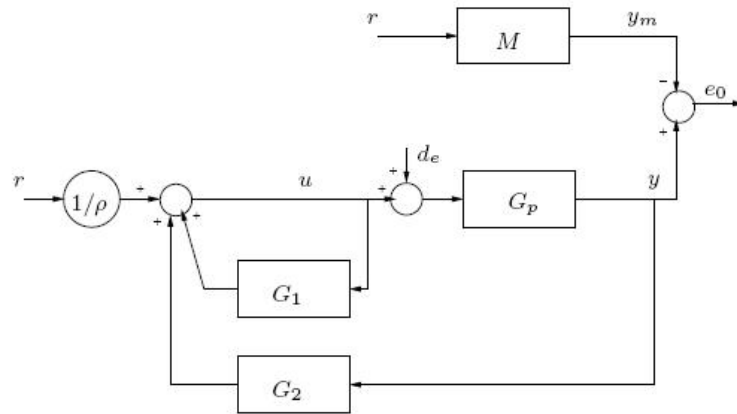 r
M
y_m
-
e_0
+
d_e
r
1/ρ
+
u
+
+
G_p
y
+
+
G_1
G_2